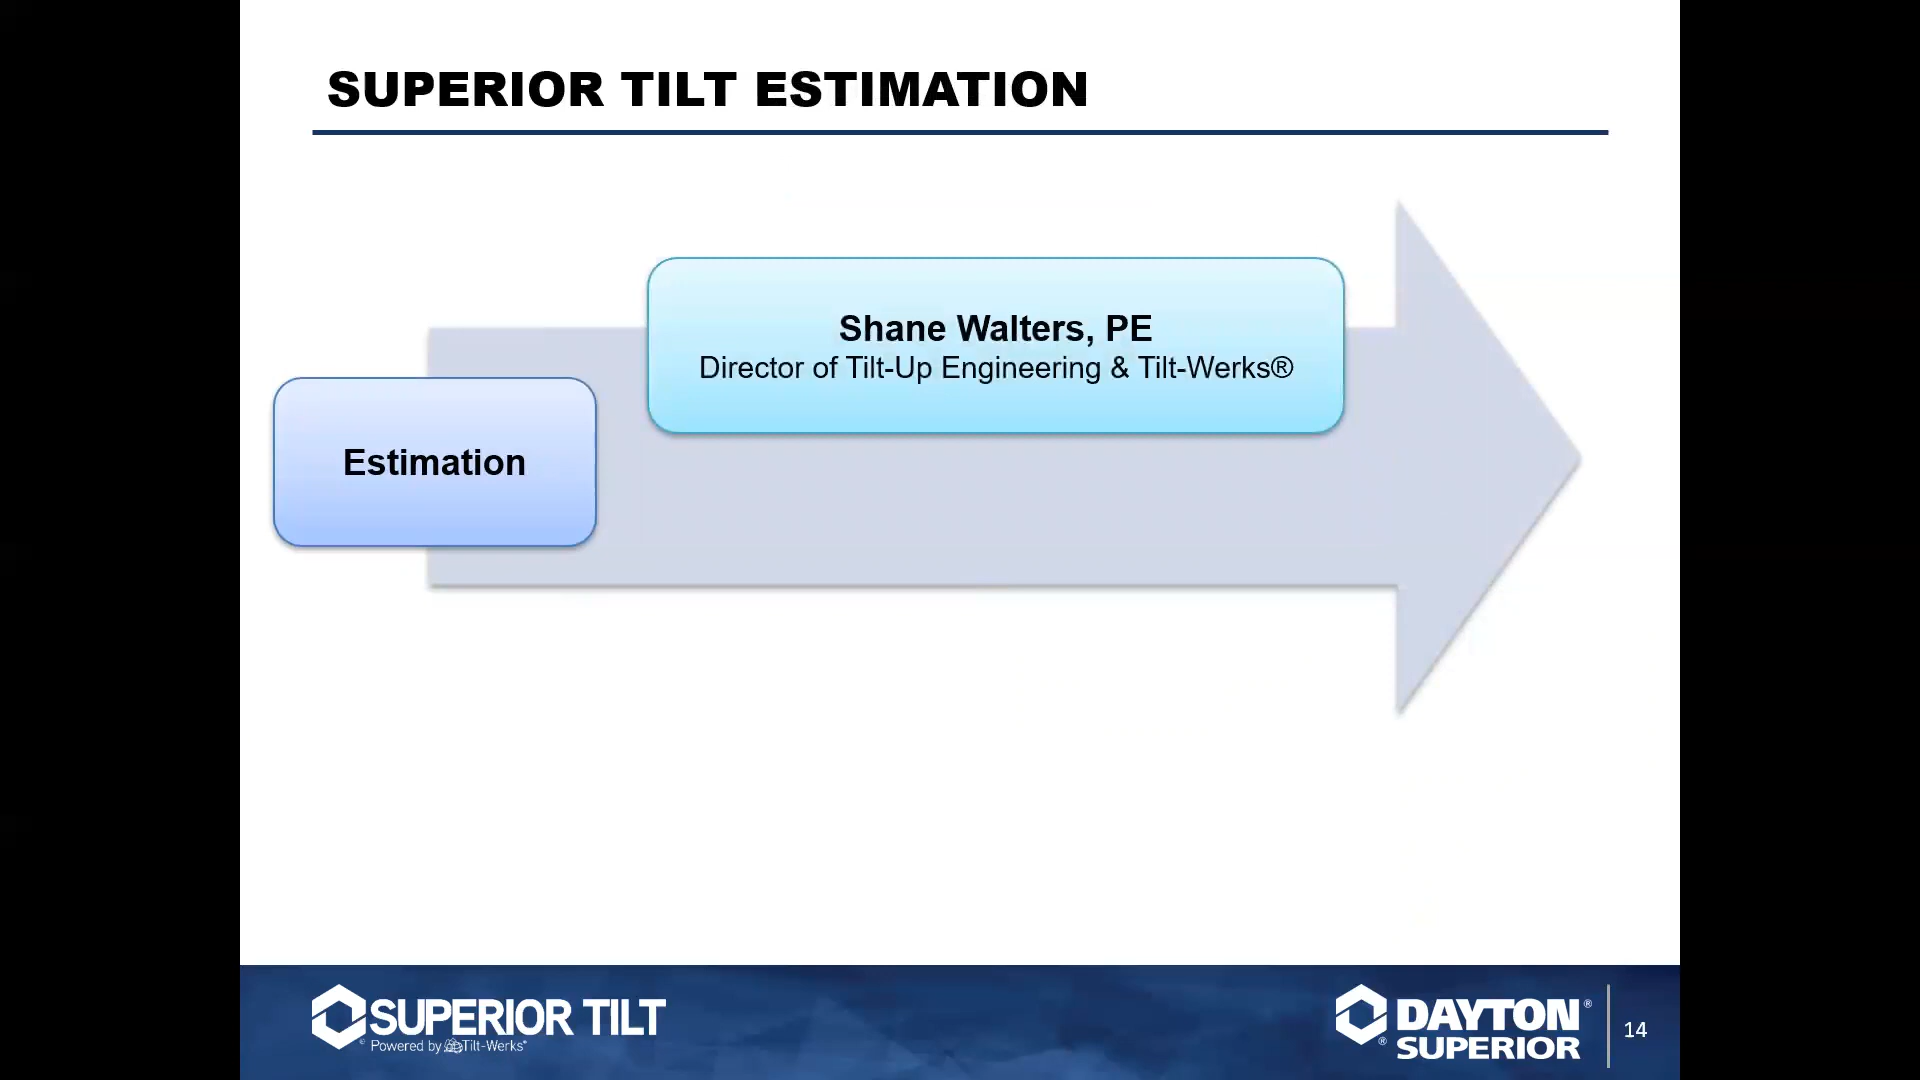 SUPERIOR TILT ESTIMATION
Shane Walters, PE
Director of Tilt-Up Engineering & Tilt-Werks®
Estimation
SUPERIOR TILT
Powered by Tilt-Werks®
DAYTON®
SUPERIOR
14